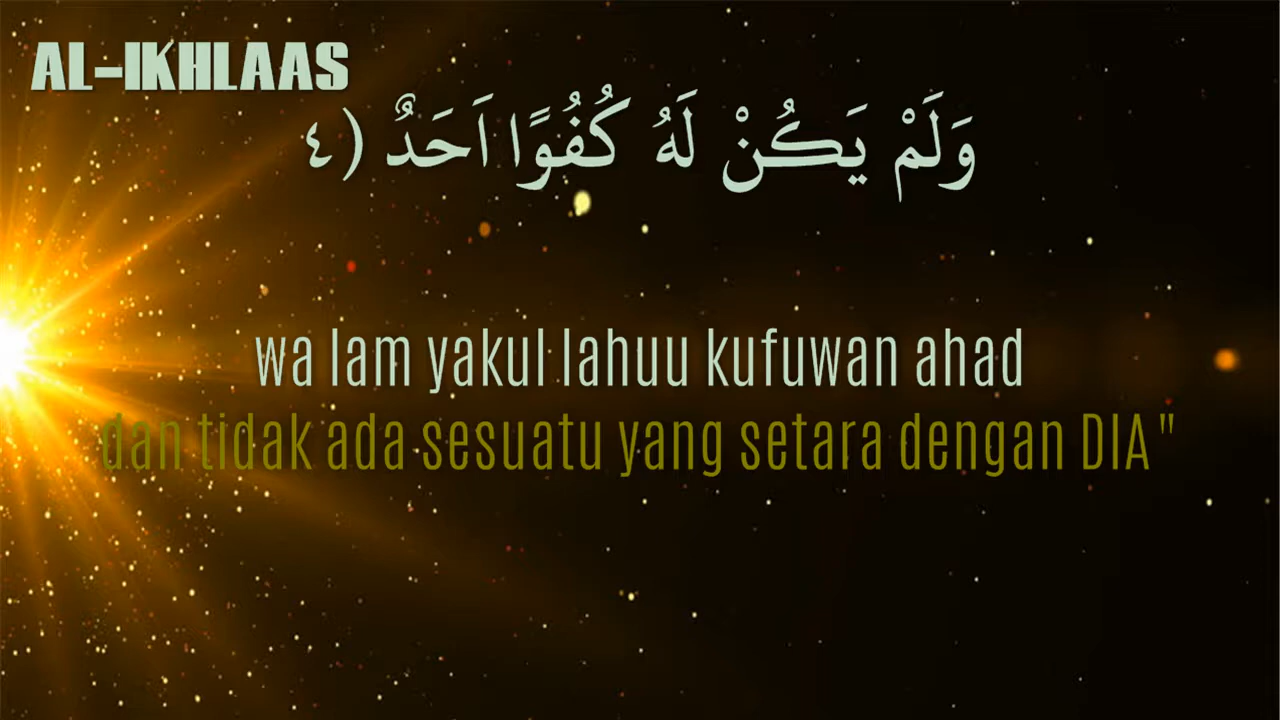 AL-IKHLAAS
وَلَمْ يَكُنْ لَهُ كُفُوًا اَحَدٌ (٤
wa lam yakul lahuu kufuwan ahad
dan tidak ada sesuatu yang setara dengan DIA "